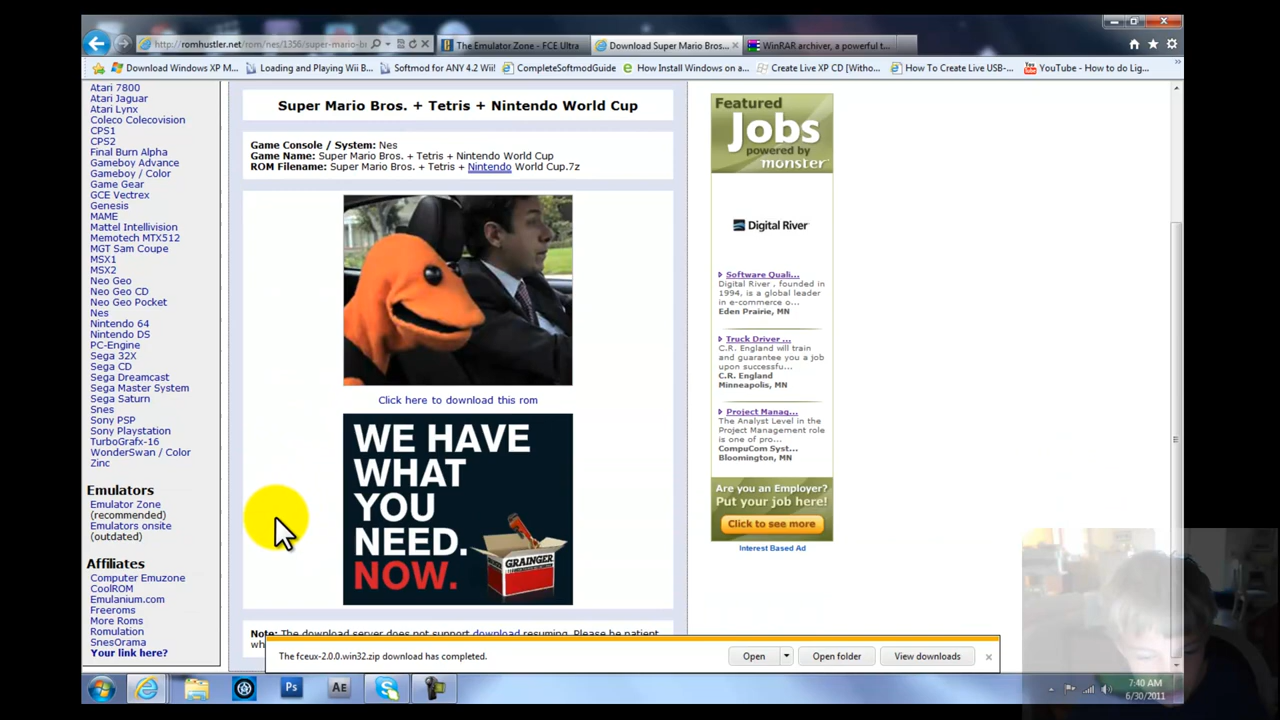 http://romhustler.net/rom/nes/1356/super-mario-br
The Emulator Zone - FCE Ultra
Download Super Mario Bros...
WinRAR archiver, a powerful t...
Download Windows XP M...
Loading and Playing Wii B...
Softmod for ANY 4.2 Wii!
CompleteSoftmodGuide
How Install Windows on a...
Create Live XP CD [Witho...
How To Create Live USB-...
YouTube - How to do Lig...
Atari 7800
Atari Jaguar
Atari Lynx
Coleco Colecovision
CPS1
CPS2
Final Burn Alpha
Gameboy Advance
Gameboy / Color
Game Gear
GCE Vectrex
Genesis
MAME
Mattel Intellivision
Memotech MTX512
MGT Sam Coupe
MSX1
MSX2
Neo Geo
Neo Geo CD
Neo Geo Pocket
Nes
Nintendo 64
Nintendo DS
PC-Engine
Sega 32X
Sega CD
Sega Dreamcast
Sega Master System
Sega Saturn
Snes
Sony PSP
Sony Playstation
TurboGrafx-16
WonderSwan / Color
Zinc
Emulators
Emulator Zone
(recommended)
Emulators onsite
(outdated)
Affiliates
Computer Emuzone
CoolROM
Emulanium.com
Freeroms
More Roms
Romulation
SnesOrama
Your link here?
Super Mario Bros. + Tetris + Nintendo World Cup
Game Console / System: Nes
Game Name: Super Mario Bros. + Tetris + Nintendo World Cup
ROM Filename: Super Mario Bros. + Tetris + Nintendo World Cup.7z
Click here to download this rom
WE HAVE
WHAT
YOU
NEED.
NOW.
GRAINGER
Note: The download server does not support download resuming. Please be patient
wh
Featured
Jobs
powered by
monster
Digital River
Software Quali...
Digital River , founded in
1994, is a global leader
in e-commerce o...
Eden Prairie, MN
Truck Driver ...
C.R. England will train
and guarantee you a job
upon successfu...
C.R. England
Minneapolis, MN
Project Manag...
The Analyst Level in the
Project Management role
is one of pro...
CompuCom Syst...
Bloomington, MN
Are you an Employer?
Put your job here!
Click to see more
Interest Based Ad
The fceux-2.0.0.win32.zip download has completed.
Open
Open folder
View downloads
Ps
AE
7:40 AM
6/30/2011